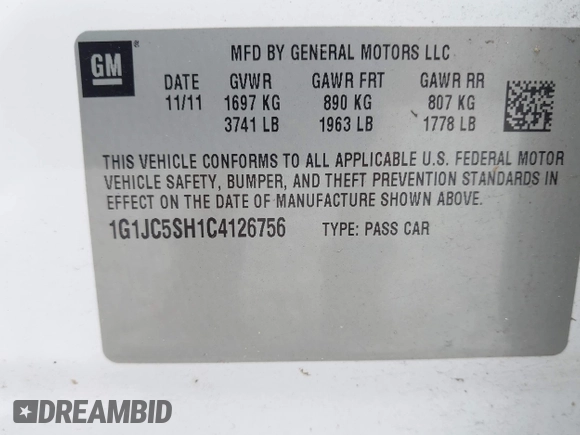 GM
MFD BY GENERAL MOTORS LLC
DATE GVWR GAWR FRT GAWR RR
11/11 1697 KG 890 KG 807 KG
3741 LB 1963 LB 1778 LB
THIS VEHICLE CONFORMS TO ALL APPLICABLE U.S. FEDERAL MOTOR
VEHICLE SAFETY, BUMPER, AND THEFT PREVENTION STANDARDS IN
EFFECT ON THE DATE OF MANUFACTURE SHOWN ABOVE.
1G1JC5SH1C4126756 TYPE: PASS CAR
DREAMBID